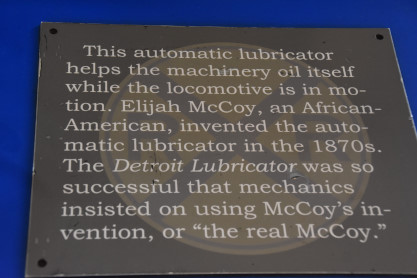 This automatic lubricator
helps the machinery oil itself
while the locomotive is in mo-
tion. Elijah McCoy, an African-
American, invented the auto-
matic lubricator in the 1870s.
The Detroit Lubricator was so
successful that mechanics
insisted on using McCoy's in-
vention, or "the real McCoy."